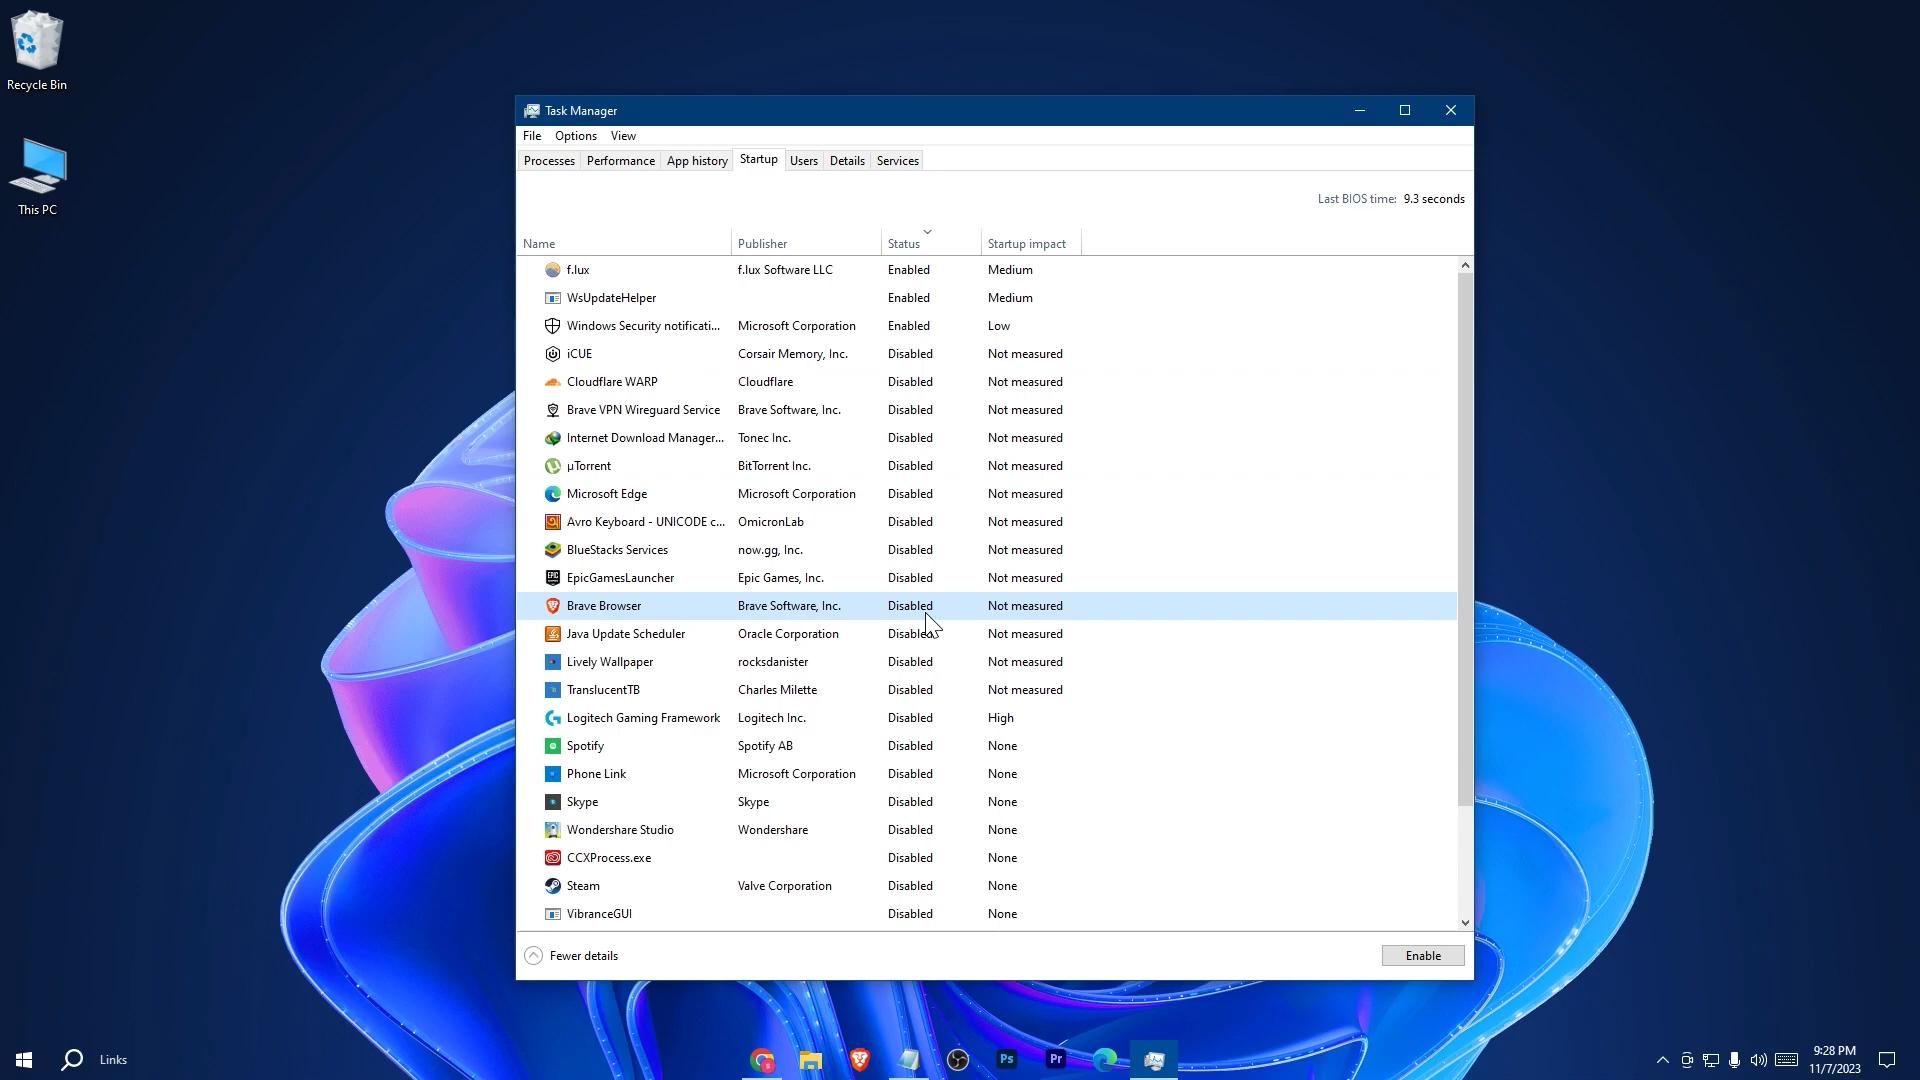 Recycle Bin
This PC
Task Manager
File Options View
Processes Performance App history Startup Users Details Services
Last BIOS time: 9.3 seconds
Name Publisher Status Startup impact
f.lux f.lux Software LLC Enabled Medium
WsUpdateHelper Enabled Medium
Windows Security notificati... Microsoft Corporation Enabled Low
iCUE Corsair Memory, Inc. Disabled Not measured
Cloudflare WARP Cloudflare Disabled Not measured
Brave VPN Wireguard Service Brave Software, Inc. Disabled Not measured
Internet Download Manager... Tonec Inc. Disabled Not measured
µTorrent BitTorrent Inc. Disabled Not measured
Microsoft Edge Microsoft Corporation Disabled Not measured
Avro Keyboard - UNICODE c... OmicronLab Disabled Not measured
BlueStacks Services now.gg, Inc. Disabled Not measured
EpicGamesLauncher Epic Games, Inc. Disabled Not measured
Brave Browser Brave Software, Inc. Disabled Not measured
Java Update Scheduler Oracle Corporation Disabled Not measured
Lively Wallpaper rocksdanister Disabled Not measured
TranslucentTB Charles Milette Disabled Not measured
Logitech Gaming Framework Logitech Inc. Disabled High
Spotify Spotify AB Disabled None
Phone Link Microsoft Corporation Disabled None
Skype Skype Disabled None
Wondershare Studio Wondershare Disabled None
CCXProcess.exe Disabled None
Steam Valve Corporation Disabled None
VibranceGUI Disabled None
Fewer details Enable
Links Ps Pr 9:28 PM
11/7/2023